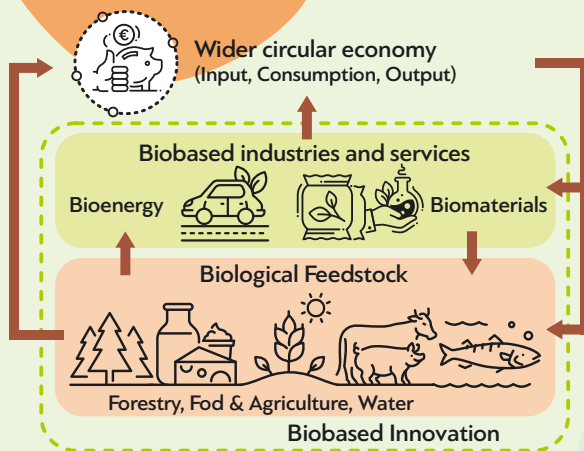 €
Wider circular economy
(Input, Consumption, Output)
Biobased industries and services
Bioenergy
Biomaterials
Biological Feedstock
Forestry, Fod & Agriculture, Water
Biobased Innovation